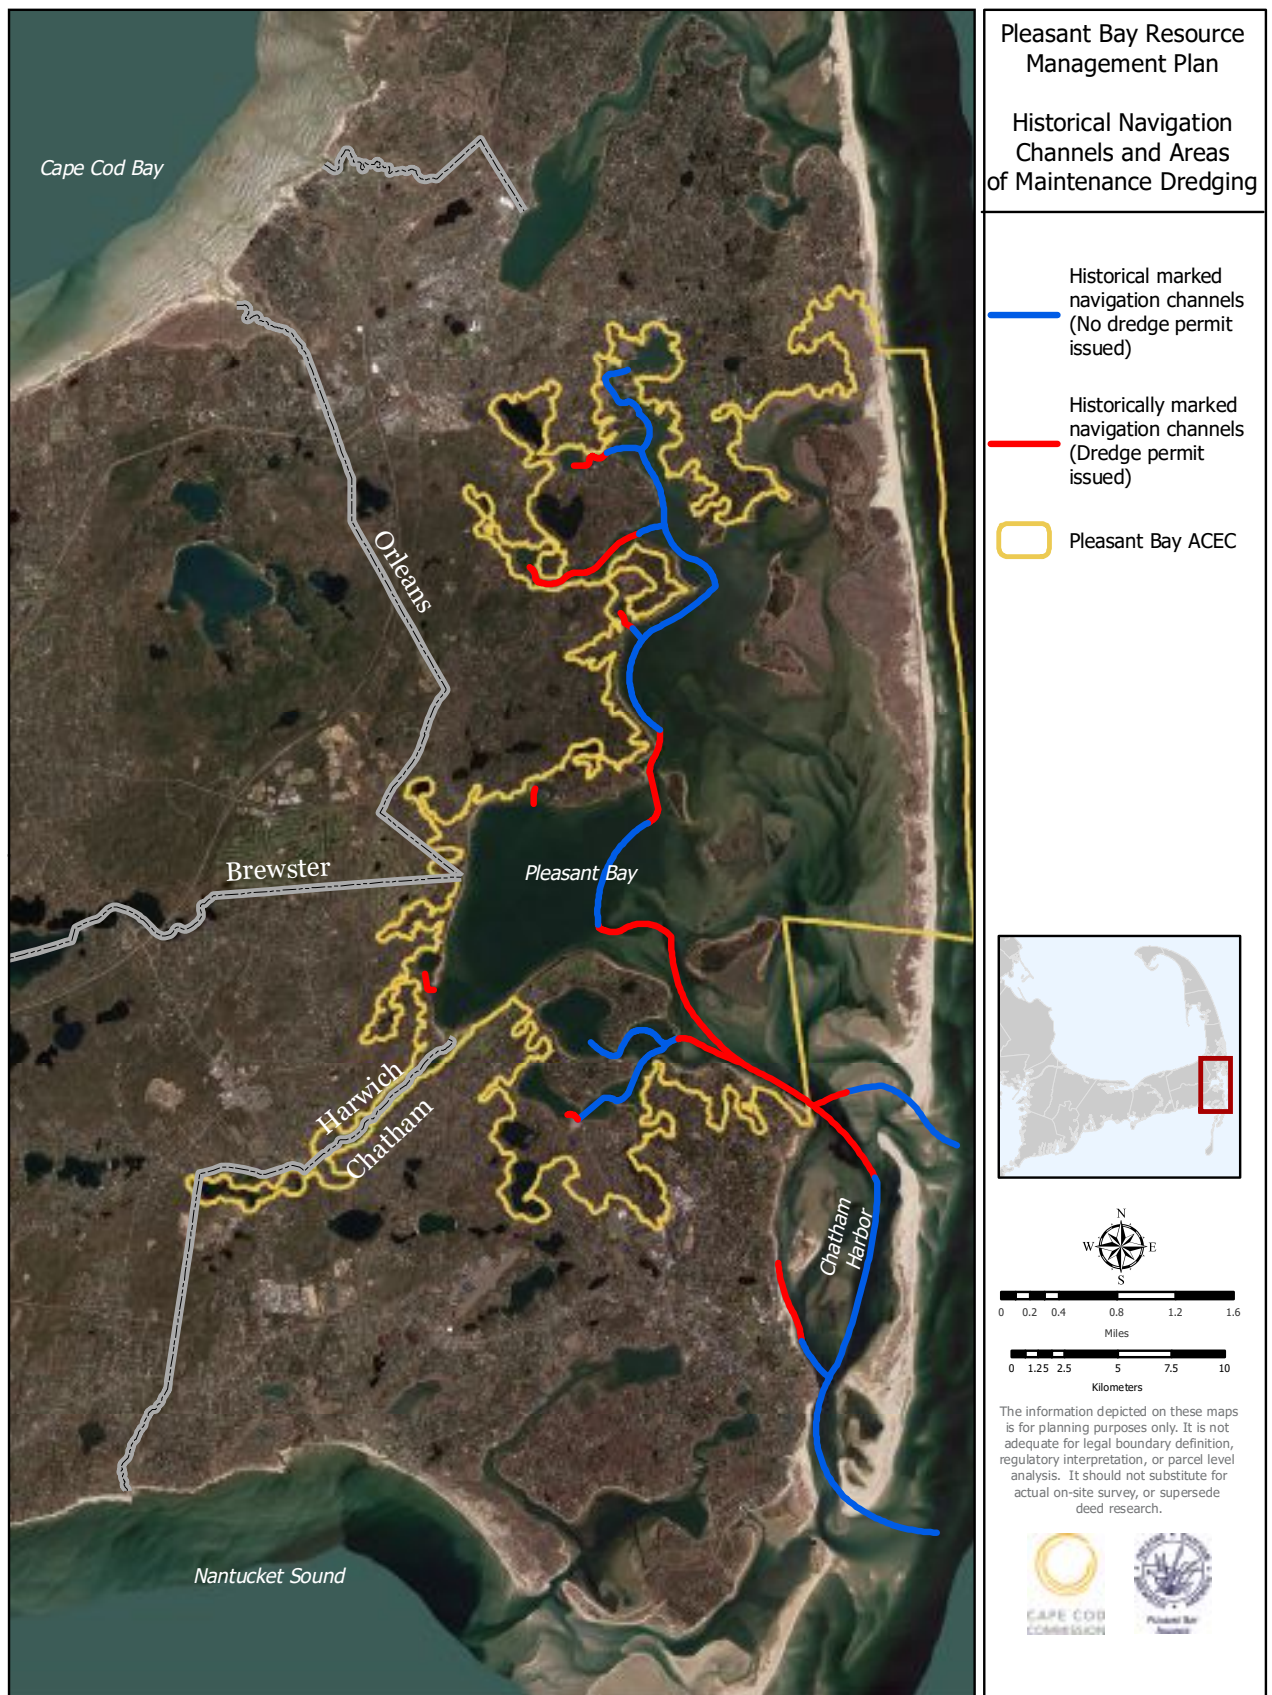 Pleasant Bay Resource
Management Plan
Historical Navigation
Channels and Areas
of Maintenance Dredging
Historical marked
navigation channels
(No dredge permit
issued)
Historically marked
navigation channels
(Dredge permit
issued)
Pleasant Bay ACEC
Cape Cod Bay
Orleans
Brewster
Pleasant Bay
Harwich
Chatham
Chatham
Harbor
Nantucket Sound
N
W E
S
0 0.2 0.4 0.8 1.2 1.6
Miles
0 1.25 2.5 5 7.5 10
Kilometers
The information depicted on these maps
is for planning purposes only. It is not
adequate for legal boundary definition,
regulatory interpretation, or parcel level
analysis. It should not substitute for
actual on-site survey, or supersede
deed research.
CAPE COD
COMMISSION
Pleasant Bay